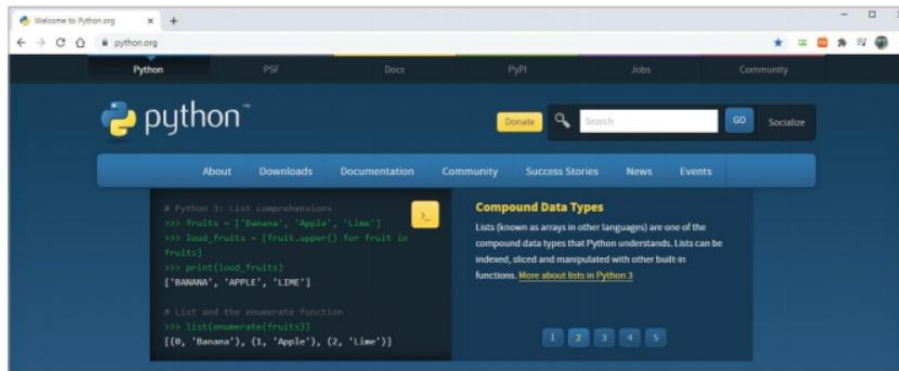 Welcome to Python.org
python.org
Python PSF Docs PyPI Jobs Community
python™
Donate Search GO Socialize
About Downloads Documentation Community Success Stories News Events
# Python 3: List comprehensions
>>> fruits = ['Banana', 'Apple', 'Lime']
>>> loud_fruits = [fruit.upper() for fruit in
fruits]
>>> print(loud_fruits)
['BANANA', 'APPLE', 'LIME']
# List and the enumerate function
>>> list(enumerate(fruits))
[(0, 'Banana'), (1, 'Apple'), (2, 'Lime')]
>_
Compound Data Types
Lists (known as arrays in other languages) are one of the
compound data types that Python understands. Lists can be
indexed, sliced and manipulated with other built-in
functions. More about lists in Python 3
1 2 3 4 5